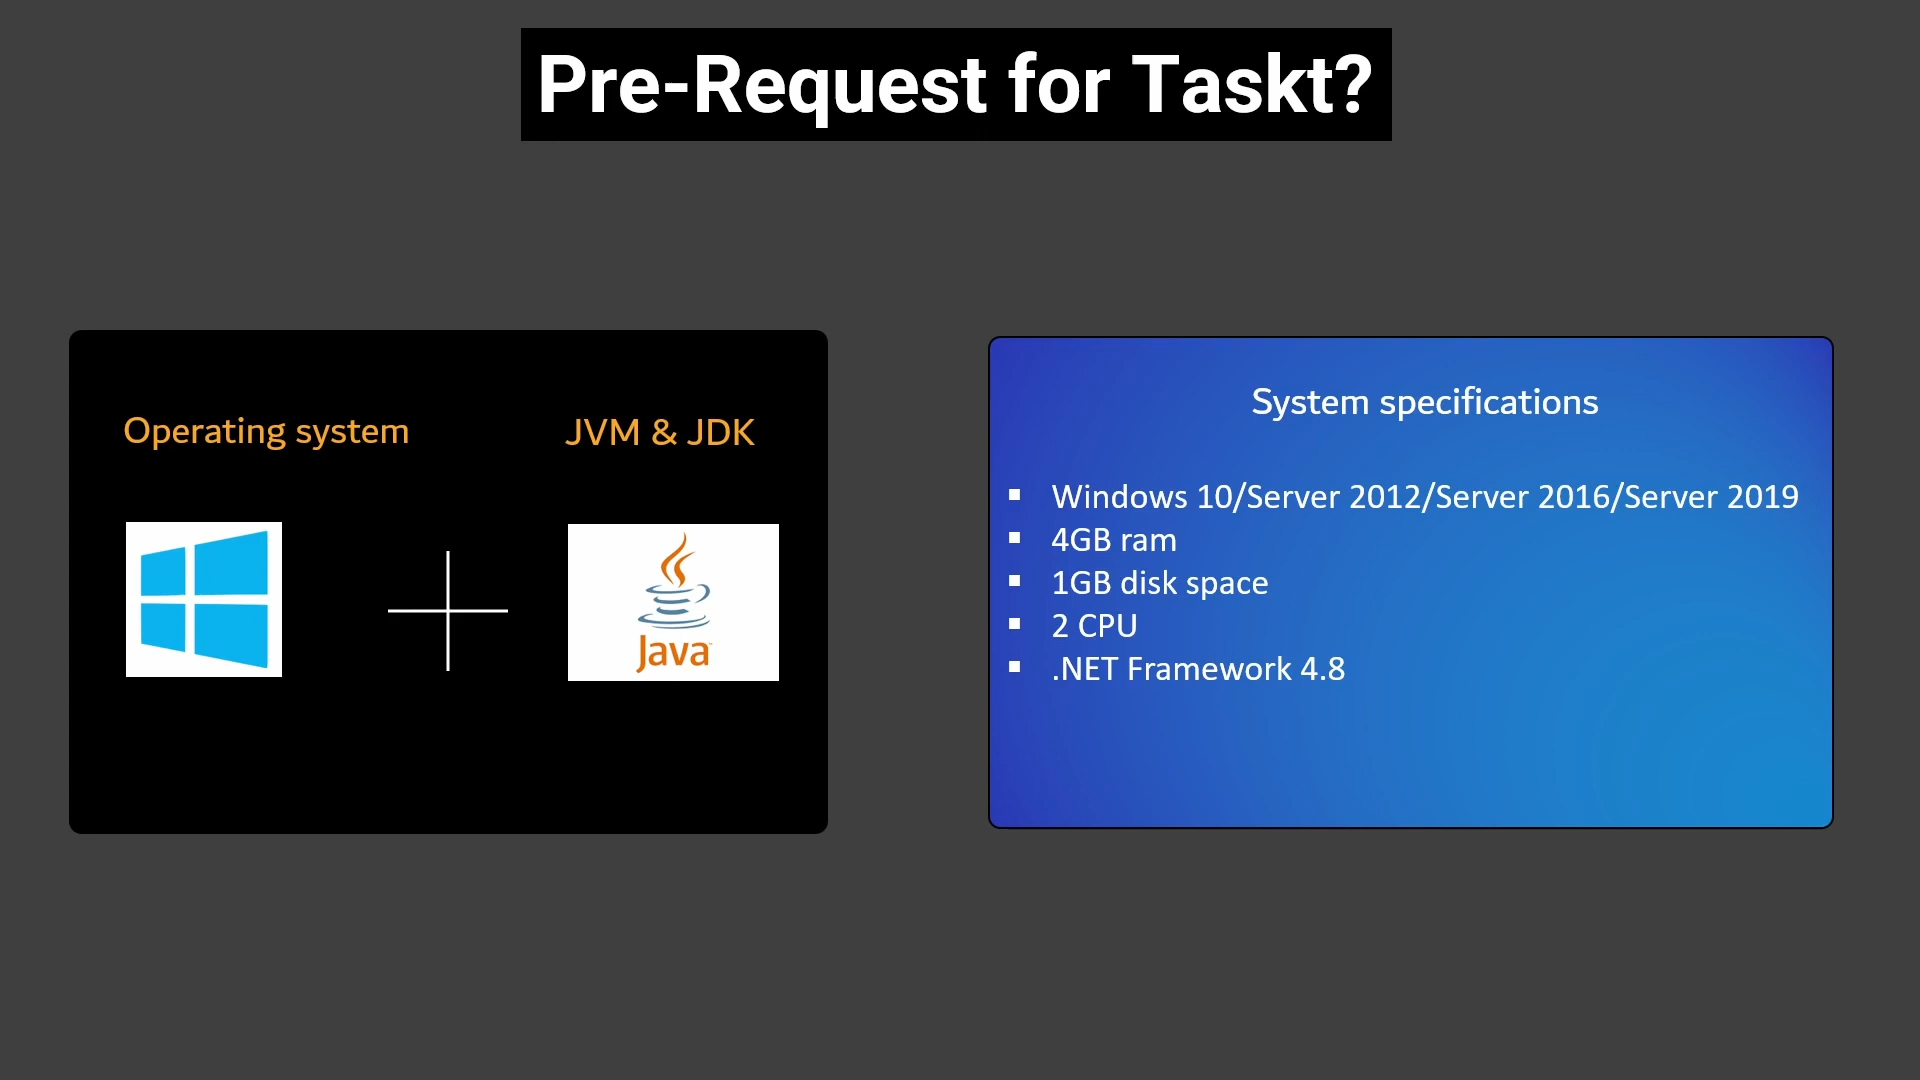 Pre-Request for Taskt?
Operating system
JVM & JDK
Java
System specifications
Windows 10/Server 2012/Server 2016/Server 2019
4GB ram
1GB disk space
2 CPU
.NET Framework 4.8